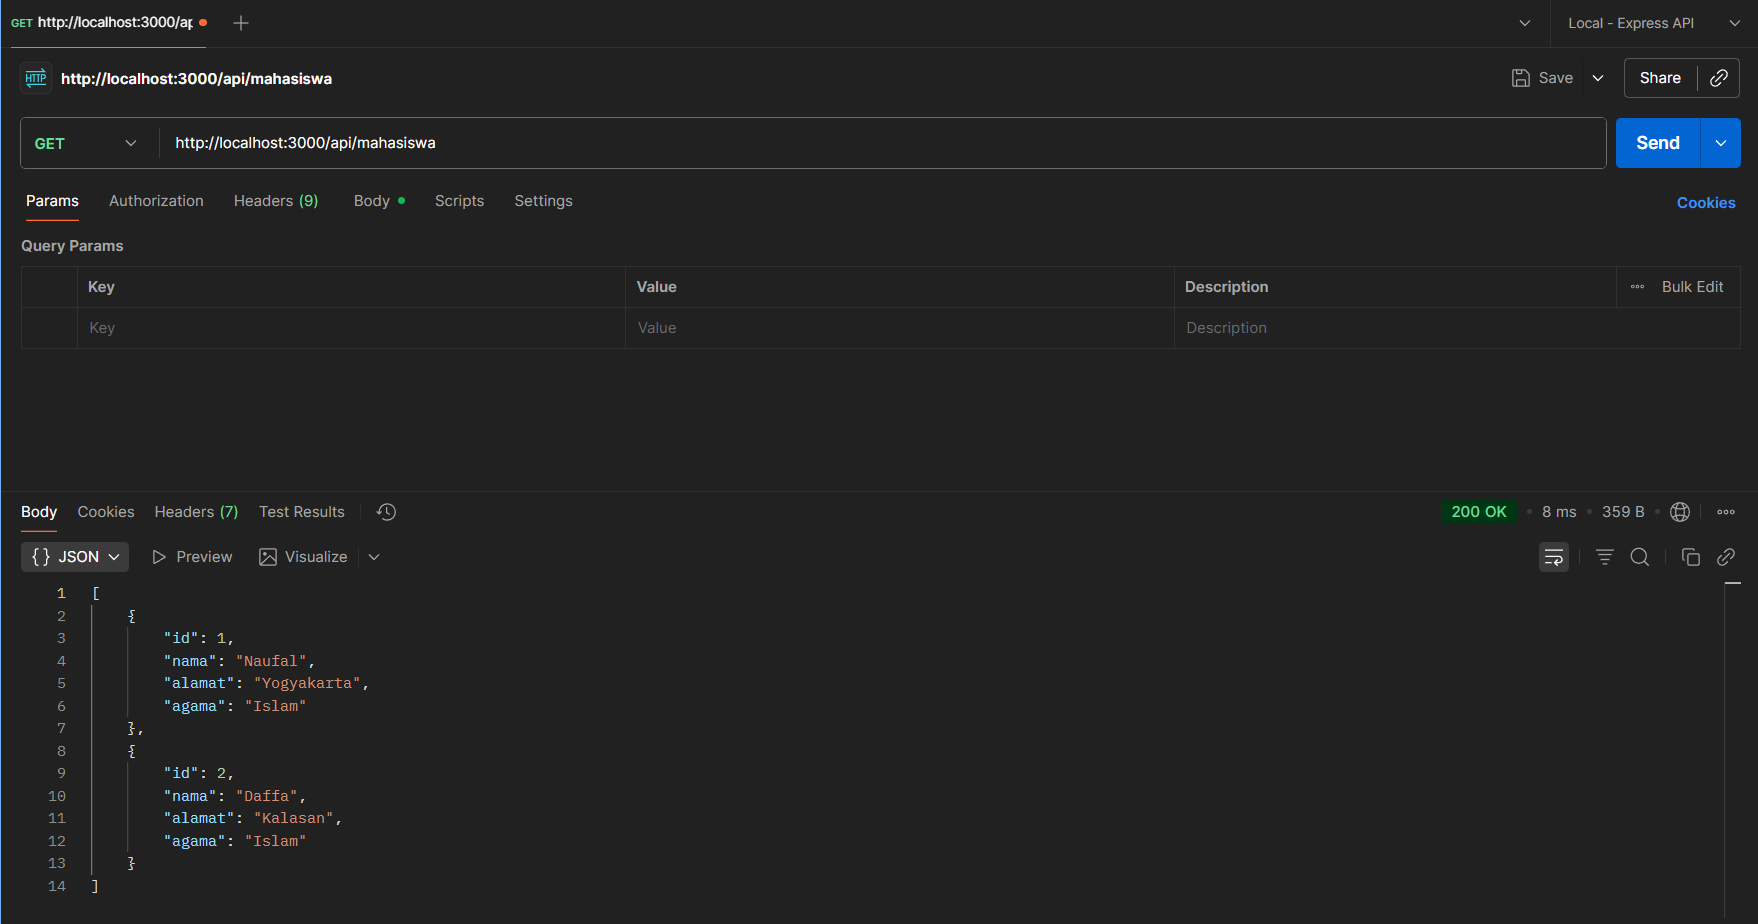 GET http://localhost:3000/ap
Local - Express API
HTTP http://localhost:3000/api/mahasiswa
Save
Share
GET http://localhost:3000/api/mahasiswa
Send
Params Authorization Headers (9) Body Scripts Settings
Cookies
Query Params
Key Value Description Bulk Edit
Key Value Description
Body Cookies Headers (7) Test Results
200 OK 8 ms 359 B
{} JSON Preview Visualize
1 [
2 {
3 "id": 1,
4 "nama": "Naufal",
5 "alamat": "Yogyakarta",
6 "agama": "Islam"
7 },
8 {
9 "id": 2,
10 "nama": "Daffa",
11 "alamat": "Kalasan",
12 "agama": "Islam"
13 }
14 ]